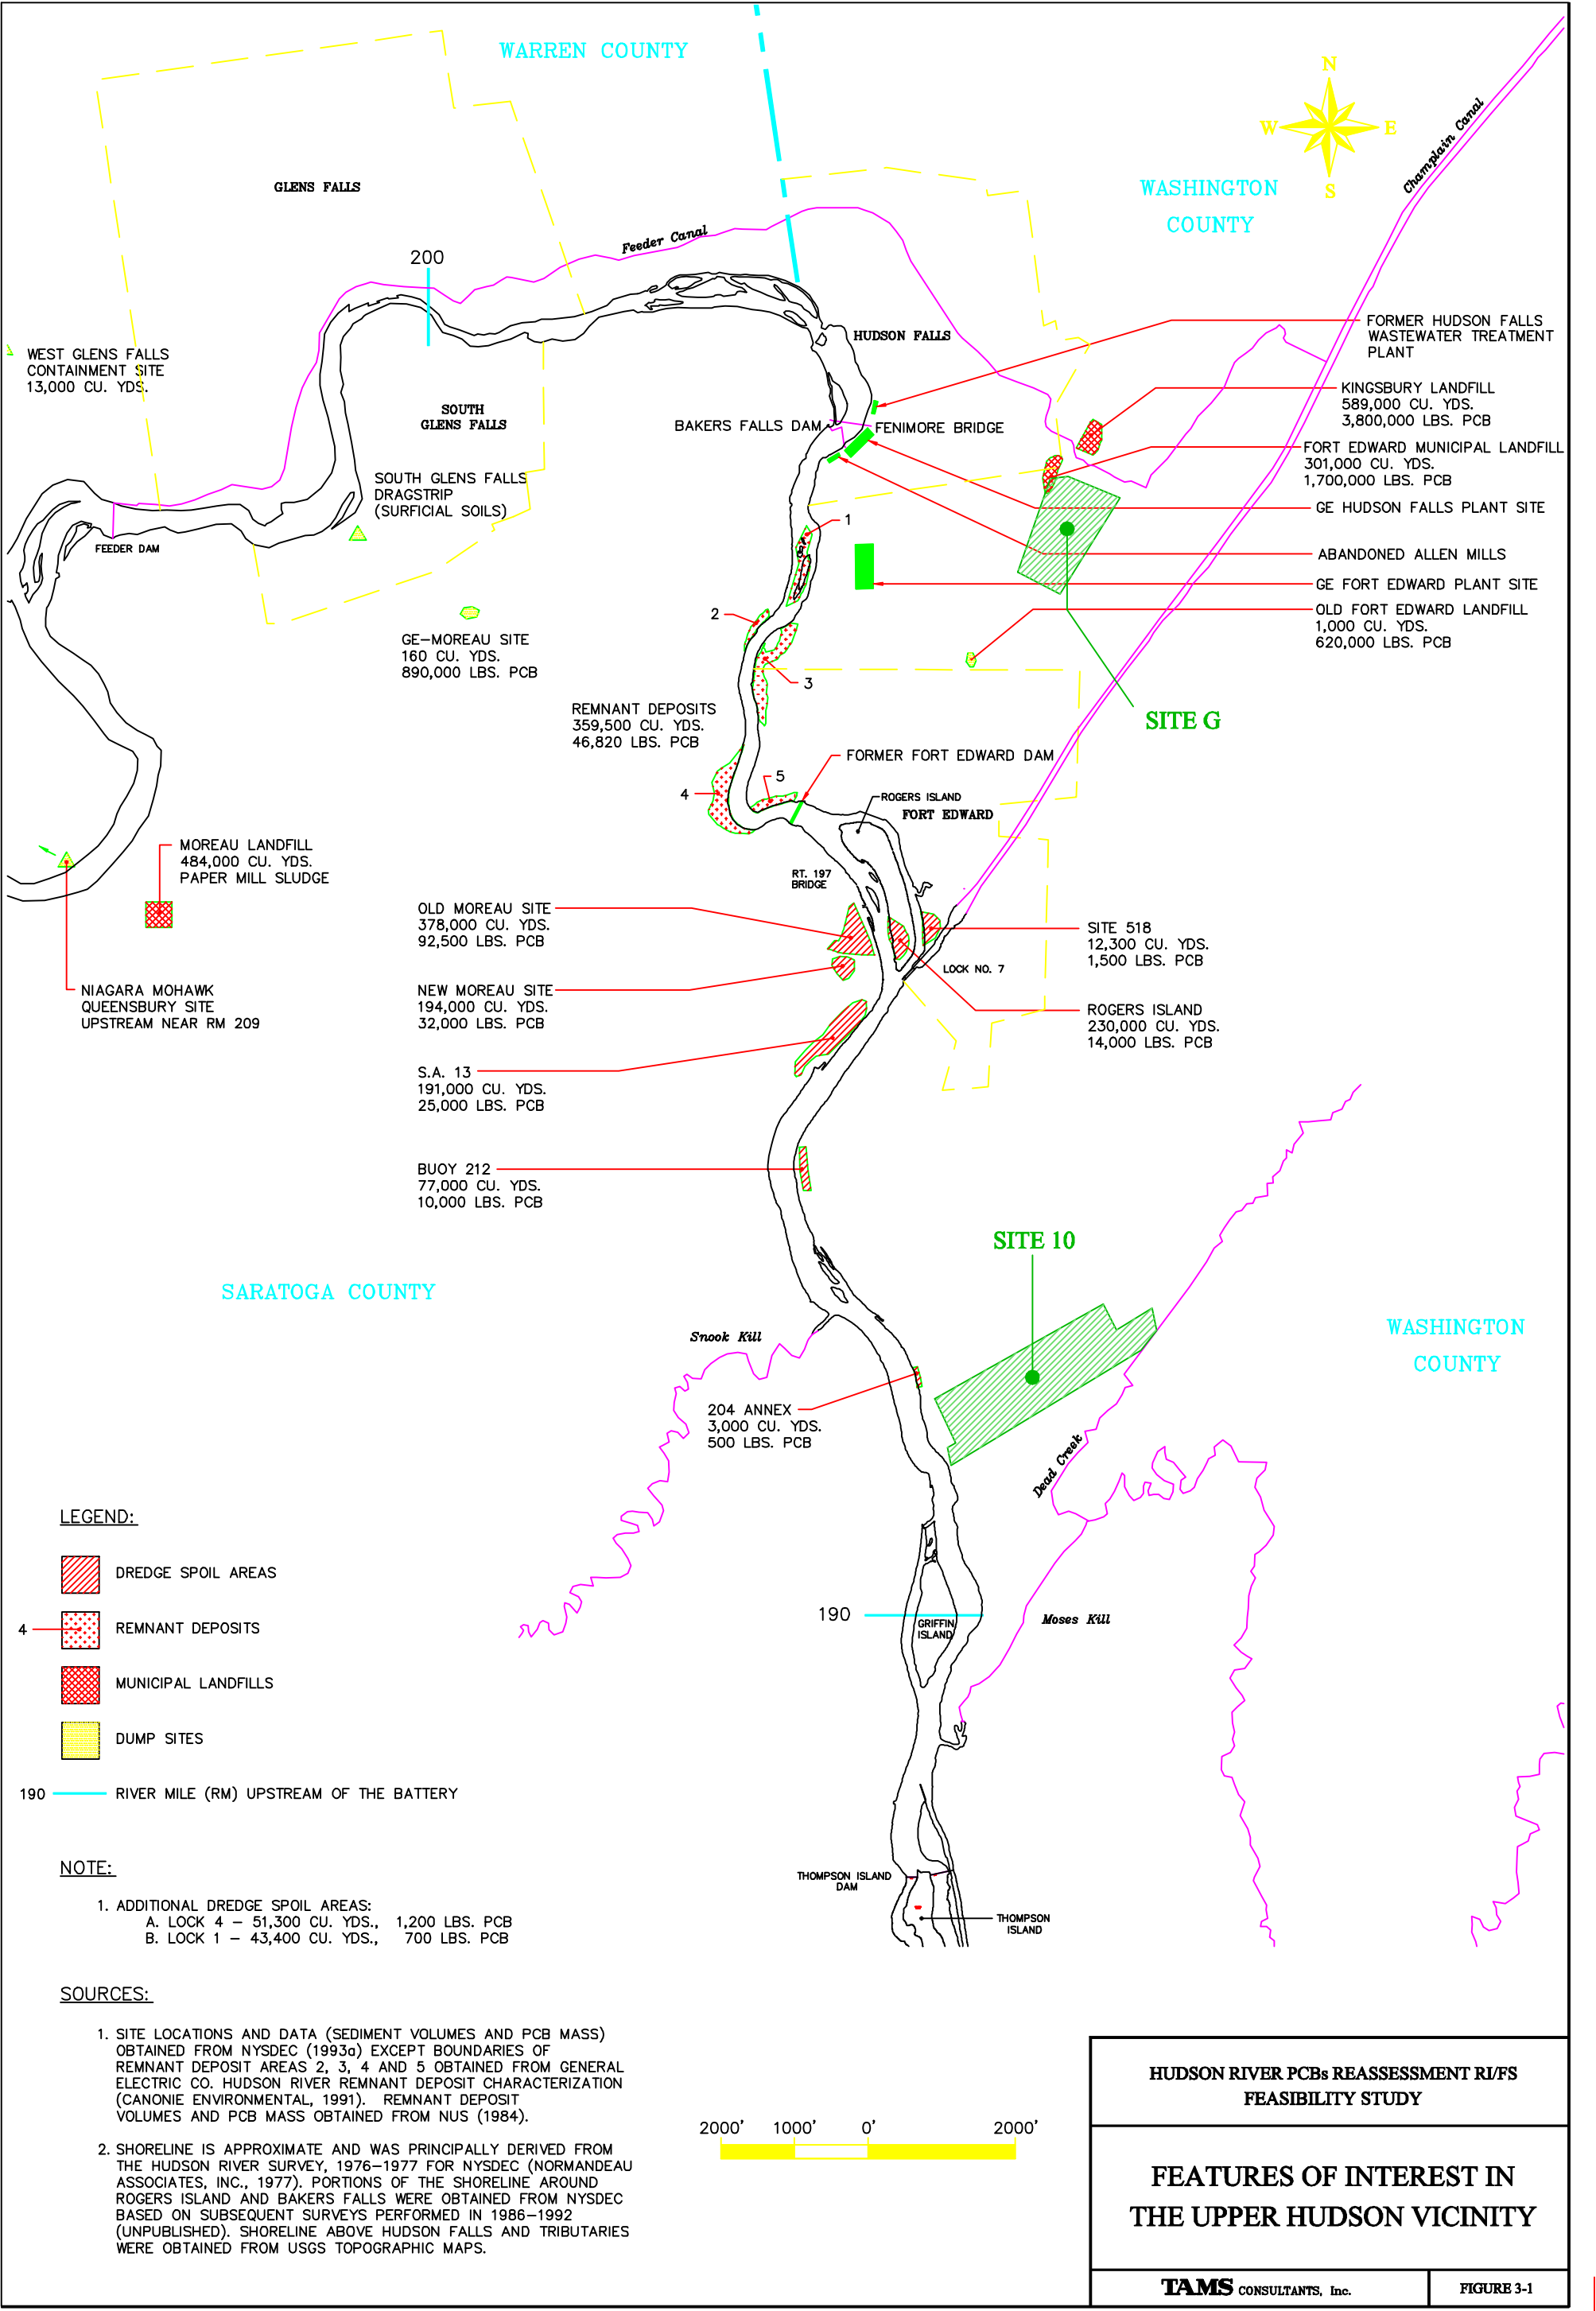 WARREN COUNTY
N
W
E
S
Champlain Canal
WASHINGTON
COUNTY
GLENS FALLS
Feeder Canal
200
WEST GLENS FALLS
CONTAINMENT SITE
13,000 CU. YDS.
HUDSON FALLS
FORMER HUDSON FALLS
WASTEWATER TREATMENT
PLANT
KINGSBURY LANDFILL
589,000 CU. YDS.
3,800,000 LBS. PCB
SOUTH
GLENS FALLS
BAKERS FALLS DAM
FENIMORE BRIDGE
FORT EDWARD MUNICIPAL LANDFILL
301,000 CU. YDS.
1,700,000 LBS. PCB
SOUTH GLENS FALLS
DRAGSTRIP
(SURFICIAL SOILS)
GE HUDSON FALLS PLANT SITE
1
FEEDER DAM
ABANDONED ALLEN MILLS
GE FORT EDWARD PLANT SITE
OLD FORT EDWARD LANDFILL
1,000 CU. YDS.
620,000 LBS. PCB
2
GE-MOREAU SITE
160 CU. YDS.
890,000 LBS. PCB
3
REMNANT DEPOSITS
359,500 CU. YDS.
46,820 LBS. PCB
SITE G
FORMER FORT EDWARD DAM
5
4
ROGERS ISLAND
FORT EDWARD
MOREAU LANDFILL
484,000 CU. YDS.
PAPER MILL SLUDGE
RT. 197
BRIDGE
OLD MOREAU SITE
378,000 CU. YDS.
92,500 LBS. PCB
SITE 518
12,300 CU. YDS.
1,500 LBS. PCB
LOCK NO. 7
NIAGARA MOHAWK
QUEENSBURY SITE
UPSTREAM NEAR RM 209
NEW MOREAU SITE
194,000 CU. YDS.
32,000 LBS. PCB
ROGERS ISLAND
230,000 CU. YDS.
14,000 LBS. PCB
S.A. 13
191,000 CU. YDS.
25,000 LBS. PCB
BUOY 212
77,000 CU. YDS.
10,000 LBS. PCB
SITE 10
SARATOGA COUNTY
Snook Kill
WASHINGTON
COUNTY
204 ANNEX
3,000 CU. YDS.
500 LBS. PCB
Dead Creek
190
GRIFFIN
ISLAND
Moses Kill
THOMPSON ISLAND
DAM
THOMPSON
ISLAND
LEGEND:
DREDGE SPOIL AREAS
4
REMNANT DEPOSITS
MUNICIPAL LANDFILLS
DUMP SITES
190
RIVER MILE (RM) UPSTREAM OF THE BATTERY
NOTE:
1. ADDITIONAL DREDGE SPOIL AREAS:
A. LOCK 4 - 51,300 CU. YDS., 1,200 LBS. PCB
B. LOCK 1 - 43,400 CU. YDS., 700 LBS. PCB
SOURCES:
1. SITE LOCATIONS AND DATA (SEDIMENT VOLUMES AND PCB MASS)
OBTAINED FROM NYSDEC (1993a) EXCEPT BOUNDARIES OF
REMNANT DEPOSIT AREAS 2, 3, 4 AND 5 OBTAINED FROM GENERAL
ELECTRIC CO. HUDSON RIVER REMNANT DEPOSIT CHARACTERIZATION
(CANONIE ENVIRONMENTAL, 1991). REMNANT DEPOSIT
VOLUMES AND PCB MASS OBTAINED FROM NUS (1984).
2. SHORELINE IS APPROXIMATE AND WAS PRINCIPALLY DERIVED FROM
THE HUDSON RIVER SURVEY, 1976-1977 FOR NYSDEC (NORMANDEAU
ASSOCIATES, INC., 1977). PORTIONS OF THE SHORELINE AROUND
ROGERS ISLAND AND BAKERS FALLS WERE OBTAINED FROM NYSDEC
BASED ON SUBSEQUENT SURVEYS PERFORMED IN 1986-1992
(UNPUBLISHED). SHORELINE ABOVE HUDSON FALLS AND TRIBUTARIES
WERE OBTAINED FROM USGS TOPOGRAPHIC MAPS.
2000' 1000' 0' 2000'
HUDSON RIVER PCBs REASSESSMENT RI/FS
FEASIBILITY STUDY
FEATURES OF INTEREST IN
THE UPPER HUDSON VICINITY
TAMS CONSULTANTS, Inc.
FIGURE 3-1